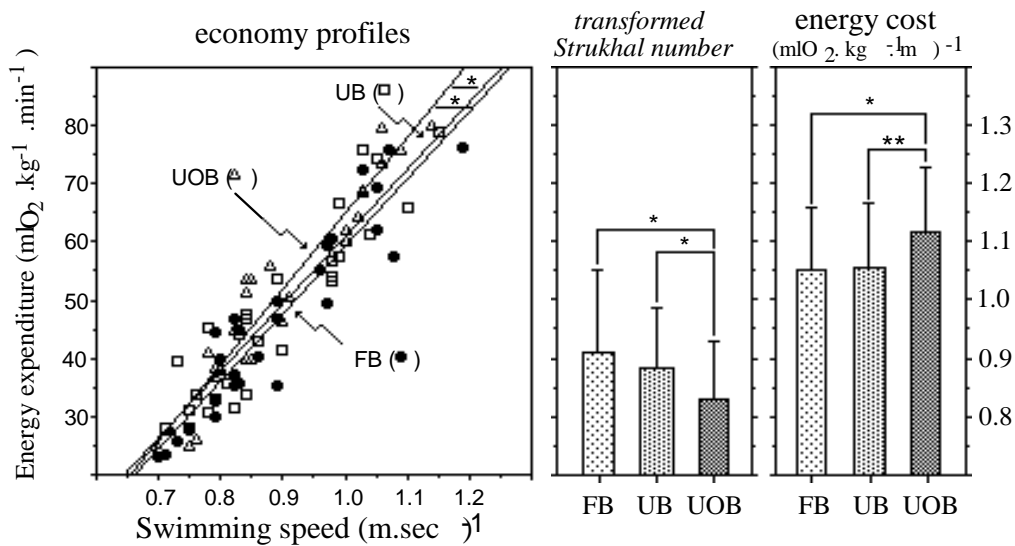 economy profiles
Energy expenditure (mlO2 .kg-1 .min-1)
80
70
60
50
40
30
UB ( )
*
*
UOB ( )
FB ( )
0.7 0.8 0.9 1.0 1.1 1.2
Swimming speed (m.sec )-1
transformed
Strukhal number
*
*
FB UB UOB
energy cost
(mlO 2. kg -1.m )-1
*
**
1.3
1.2
1.1
1.0
0.9
0.8
FB UB UOB